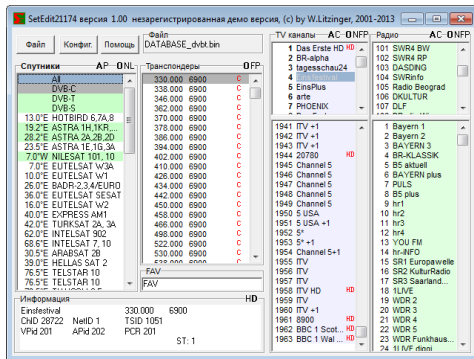 SetEdit21174 версия 1.00 незарегистрированная демо версия, (c) by W.Litzinger, 2001-2013
Файл
Конфиг.
Помощь
Файл
DATABASE_dvbt.bin
Спутники AP ONL
All
DVB-C
DVB-T
DVB-S
13.0°E HOTBIRD 6,7A,8
19.2°E ASTRA 1H,1KR,...
28.2°E ASTRA 2A,2B,2D
23.5°E ASTRA 1E,1G,3A
7.0°W NILESAT 101, 10
7.0°E EUTELSAT W3A
10.0°E EUTELSAT W1
26.0°E BADR-2,3,4/EURO
36.0°E EUTELSAT SESAT
16.0°E EUTELSAT W2
40.0°E EXPRESS AM1
42.0°E TURKSAT 2A, 3A
62.0°E INTELSAT 902
68.6°E INTELSAT 7, 10
30.5°E ARABSAT 2B
39.0°E HELLAS SAT 2
76.5°E TELSTAR 10
76.5°E TELSTAR 10
Транспондеры OFP
330.000 6900 C
338.000 6900 C
346.000 6900 C
362.000 6900 C
370.000 6900 C
378.000 6900 C
386.000 6900 C
394.000 6900 C
402.000 6900 C
410.000 6900 C
426.000 6900 C
434.000 6900 C
442.000 6900 C
450.000 6900 C
458.000 6900 C
466.000 6900 C
498.000 6900 C
522.000 6900 C
530.000 6900 C
538.000 6900 C
FAV
FAV
Информация HD
Einsfestival 330.000 6900
ChID 28722 NetID 1 TSID 1051
VPid 201 APid 202 PCR 201
ST: 1
TV каналы AC ONFP
1 Das Erste HD HD
2 BR-alpha
3 tagesschau24
4 Einsfestival
5 EinsPlus
6 arte
7 PHOENIX
1941 ITV +1
1942 ITV +1
1943 ITV +1
1944 20780 HD
1945 Channel 5
1946 Channel 5
1947 Channel 5
1948 Channel 5
1949 Channel 5
1950 5 USA
1951 5 USA +1
1952 5*
1953 5* +1
1954 Channel 5+1
1955 ITV
1956 ITV
1957 ITV
1958 ITV HD HD
1959 ITV
1960 ITV +1
1961 8900 HD
1962 BBC 1 Scot... HD
1963 BBC 1 Wal ... HD
Радио AC ONFP
101 SWR4 BW
102 SWR4 RP
103 DASDING
104 SWRinfo
105 Radio Beograd
106 DKULTUR
107 DLF
1 Bayern 1
2 Bayern 2
3 BAYERN 3
4 BR-KLASSIK
5 B5 aktuell
6 BAYERN plus
7 PULS
8 B5 plus
9 hr1
10 hr2
11 hr3
12 hr4
13 YOU FM
14 hr-iNFO
15 SR1 Europawelle
16 SR2 KulturRadio
17 SR3 Saarland...
18 1LIVE
19 WDR 2
20 WDR 3
21 WDR 4
22 WDR 5
23 WDR Funkhaus...
24 1LIVE diggi